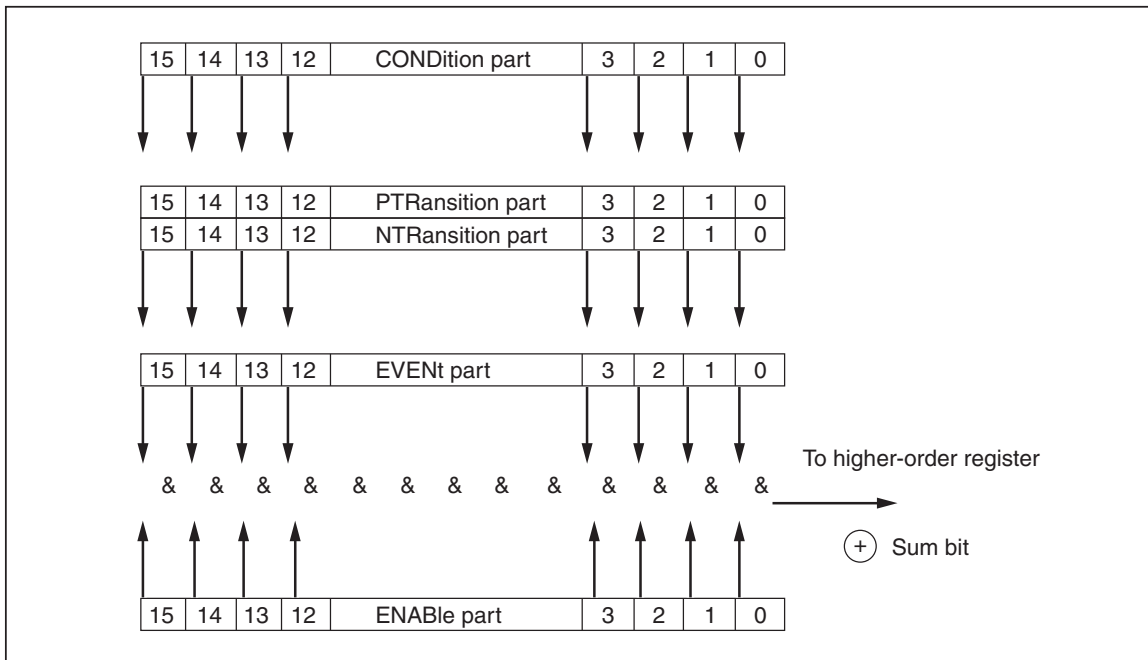 15 14 13 12 CONDition part 3 2 1 0
15 14 13 12 PTRansition part 3 2 1 0
15 14 13 12 NTRansition part 3 2 1 0
15 14 13 12 EVENt part 3 2 1 0
To higher-order register
& & & & & & & & & & & & &
+ Sum bit
15 14 13 12 ENABle part 3 2 1 0